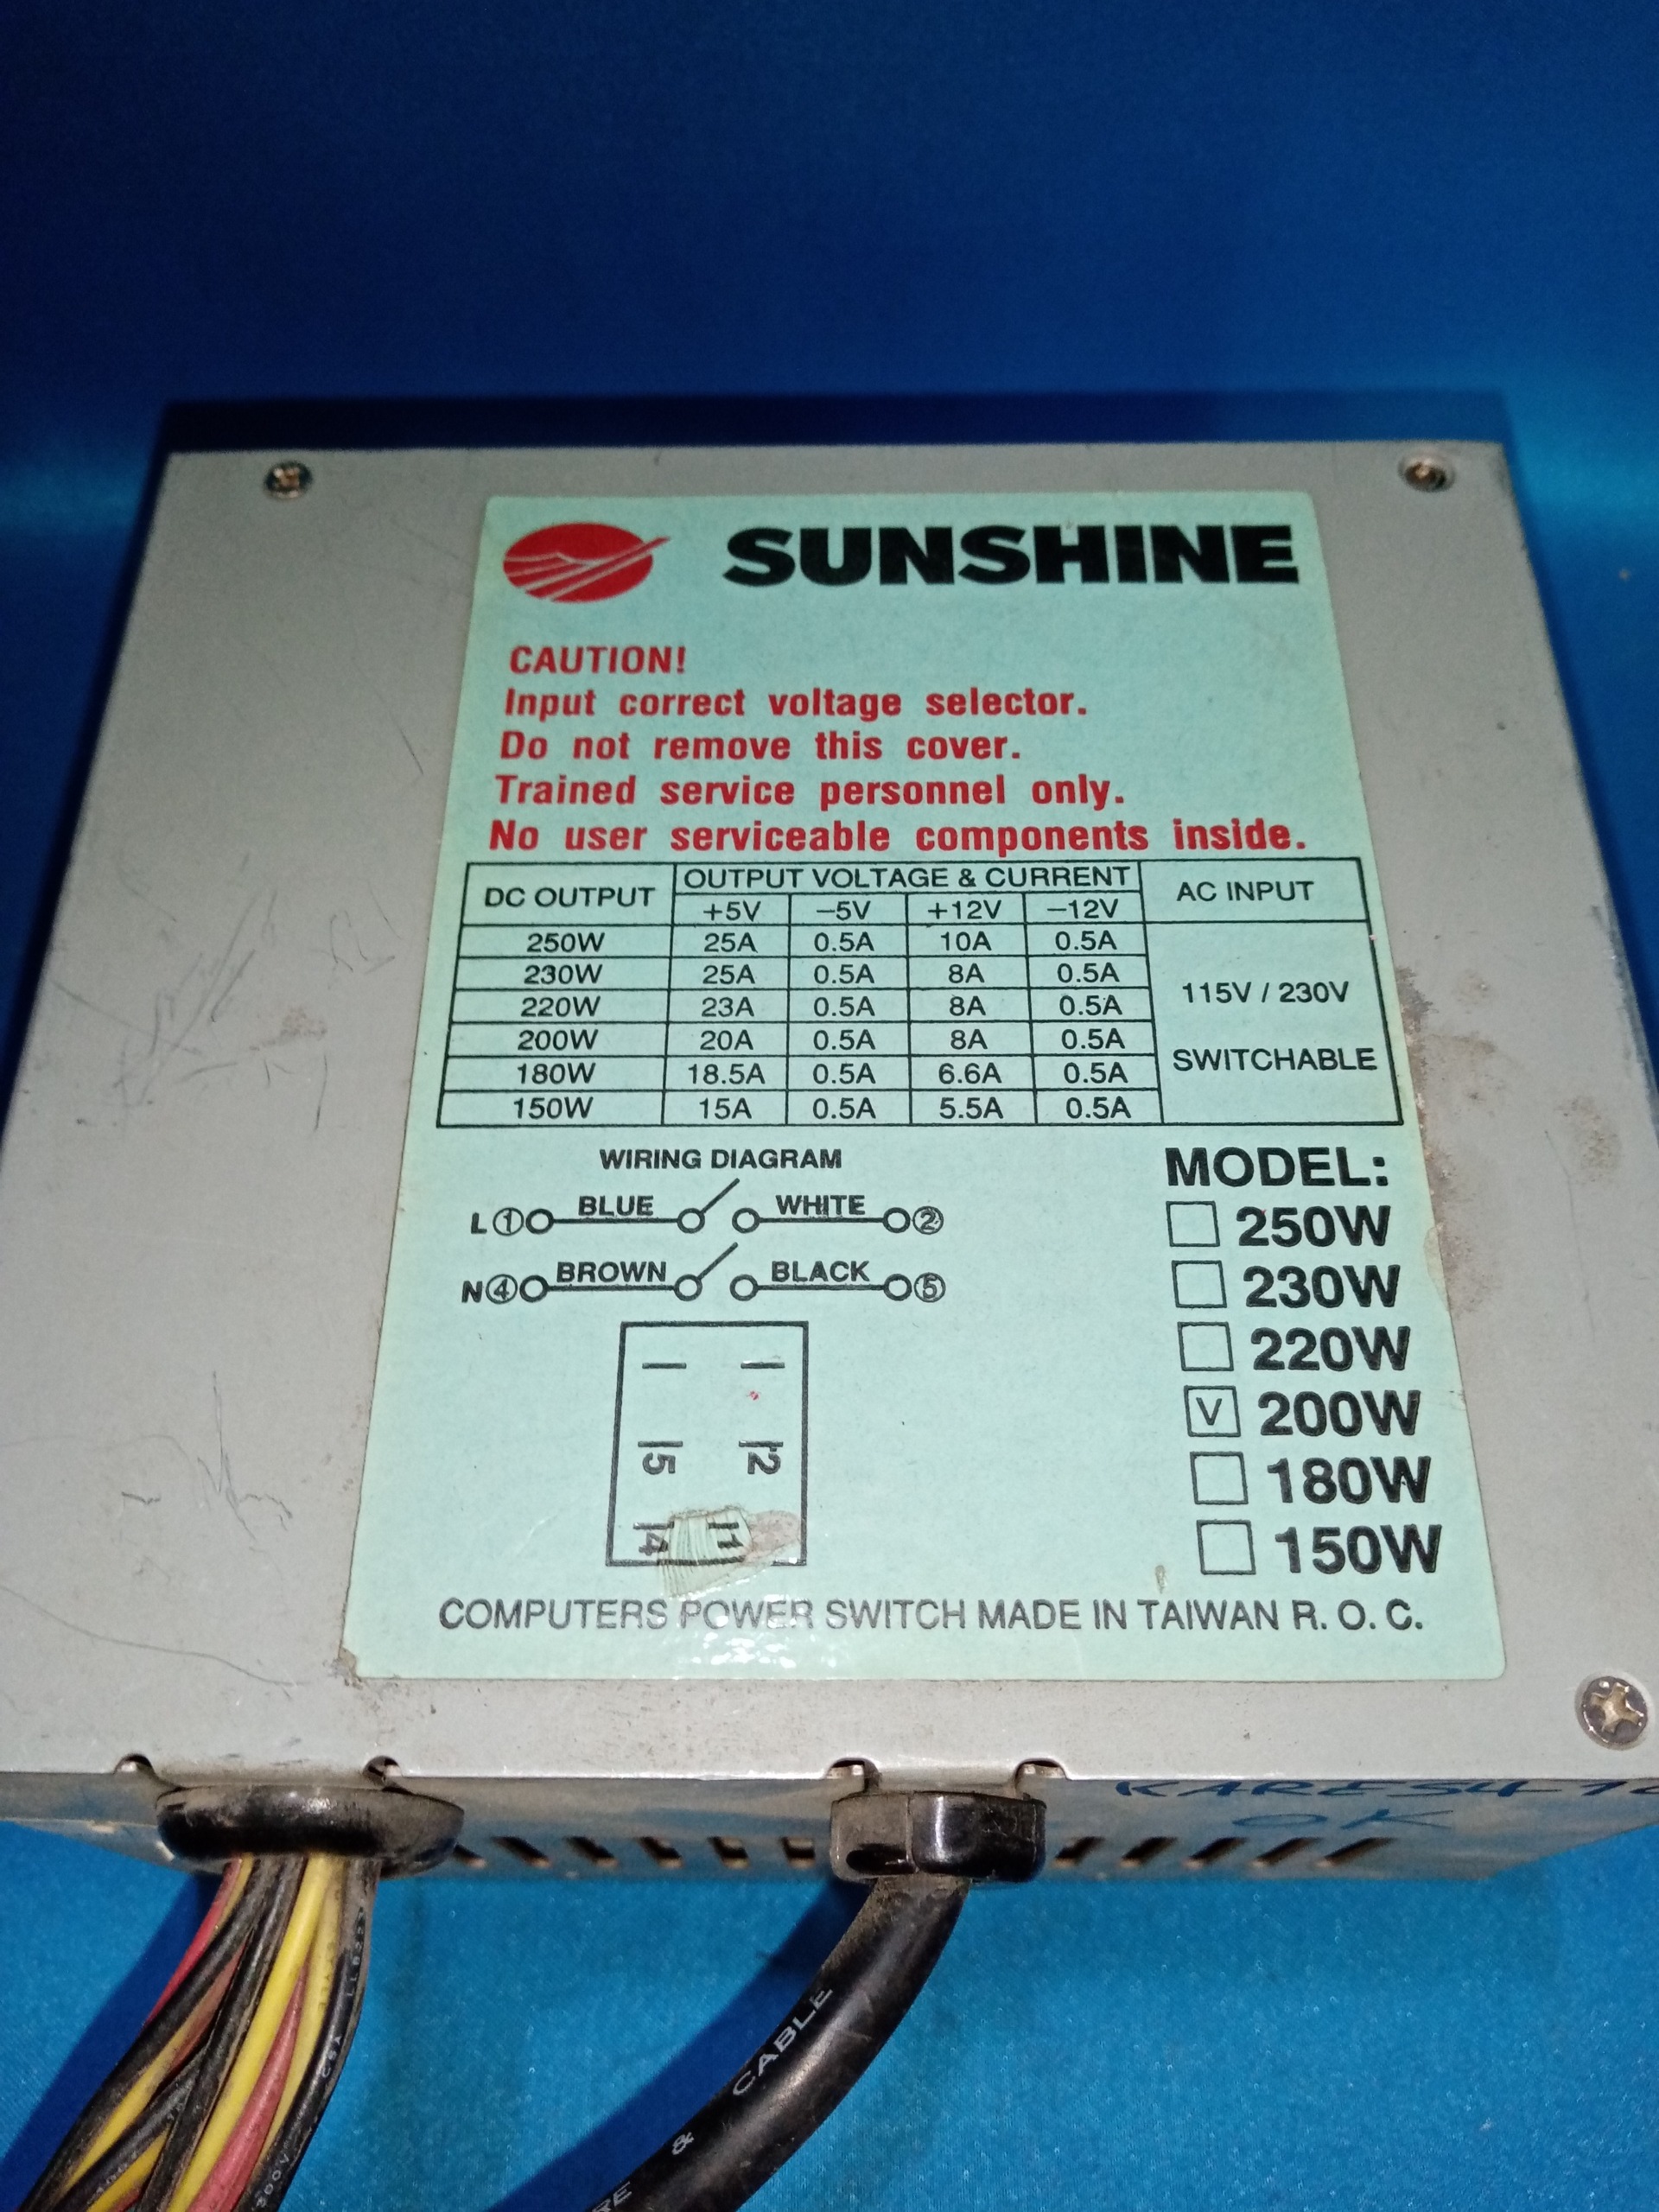 SUNSHINE
CAUTION!
Input correct voltage selector.
Do not remove this cover.
Trained service personnel only.
No user serviceable components inside.
DC OUTPUT OUTPUT VOLTAGE & CURRENT AC INPUT
+5V −5V +12V −12V
250W 25A 0.5A 10A 0.5A
230W 25A 0.5A 8A 0.5A
115V / 230V
220W 23A 0.5A 8A 0.5A
200W 20A 0.5A 8A 0.5A
SWITCHABLE
180W 18.5A 0.5A 6.6A 0.5A
150W 15A 0.5A 5.5A 0.5A
WIRING DIAGRAM
L ① BLUE WHITE ②
N ④ BROWN BLACK ⑤
5 2
4 1
MODEL:
250W
230W
220W
V 200W
180W
150W
COMPUTERS POWER SWITCH MADE IN TAIWAN R. O. C.
OK
CABLE
&